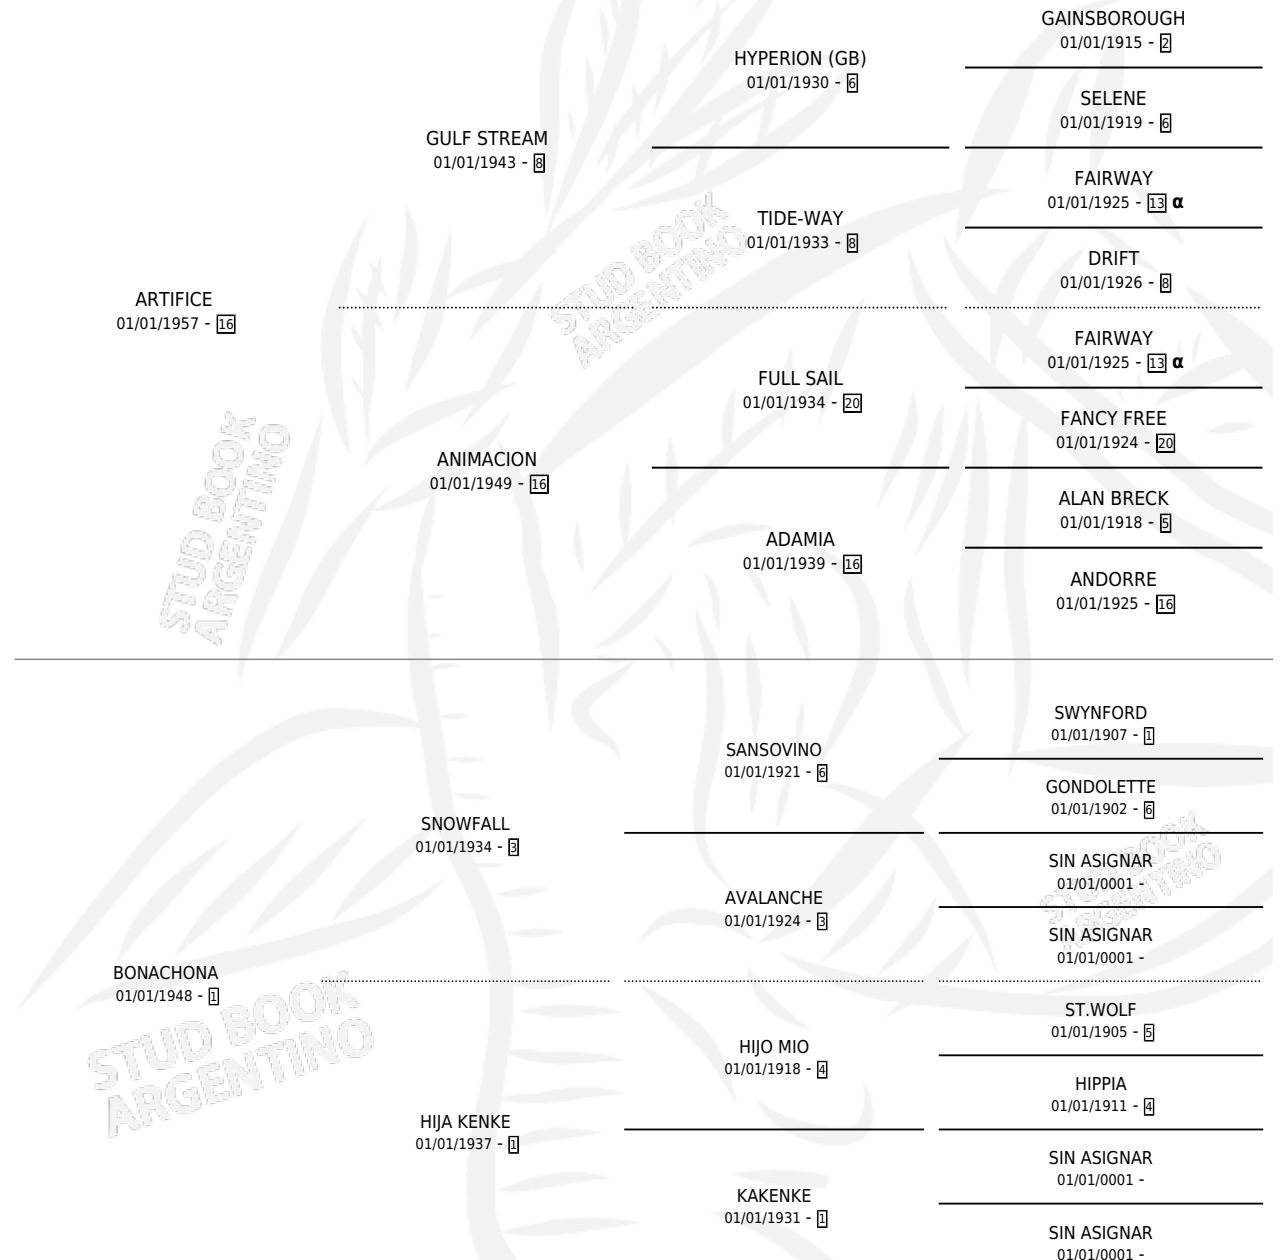 GAINSBOROUGH
01/01/1915 - 2
HYPERION (GB)
01/01/1930 - 6
SELENE
01/01/1919 - 6
GULF STREAM
01/01/1943 - 8
FAIRWAY
01/01/1925 - 13 α
TIDE-WAY
01/01/1933 - 8
DRIFT
01/01/1926 - 8
ARTIFICE
01/01/1957 - 16
FAIRWAY
01/01/1925 - 13 α
FULL SAIL
01/01/1934 - 20
FANCY FREE
01/01/1924 - 20
ANIMACION
01/01/1949 - 16
ALAN BRECK
01/01/1918 - 5
ADAMIA
01/01/1939 - 16
ANDORRE
01/01/1925 - 16
SWYNFORD
01/01/1907 - 1
SANSOVINO
01/01/1921 - 6
GONDOLETTE
01/01/1902 - 6
SNOWFALL
01/01/1934 - 3
SIN ASIGNAR
01/01/0001 -
AVALANCHE
01/01/1924 - 3
SIN ASIGNAR
01/01/0001 -
BONACHONA
01/01/1948 - 1
ST.WOLF
01/01/1905 - 5
HIJO MIO
01/01/1918 - 4
HIPPIA
01/01/1911 - 4
HIJA KENKE
01/01/1937 - 1
SIN ASIGNAR
01/01/0001 -
KAKENKE
01/01/1931 - 1
SIN ASIGNAR
01/01/0001 -
STUD BOOK
ARGENTINO
STUD BOOK
ARGENTINO
STUD BOOK
ARGENTINO
STUD BOOK
ARGENTINO